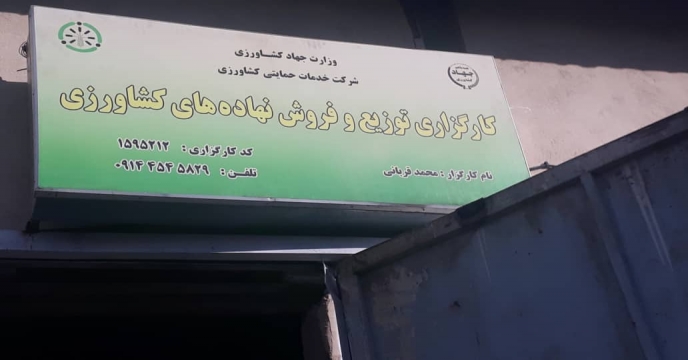 وزارت جهاد کشاورزی
شرکت خدمات حمایتی کشاورزی
جهاد
کارگزاری توزیع و فروش نهاده‌های کشاورزی
کد کارگزاری : ۱۵۹۵۲۱۲
نام کارگزار : محمد قربانی
تلفن : ۰۹۱۴ ۴۵۴ ۵۸۲۹